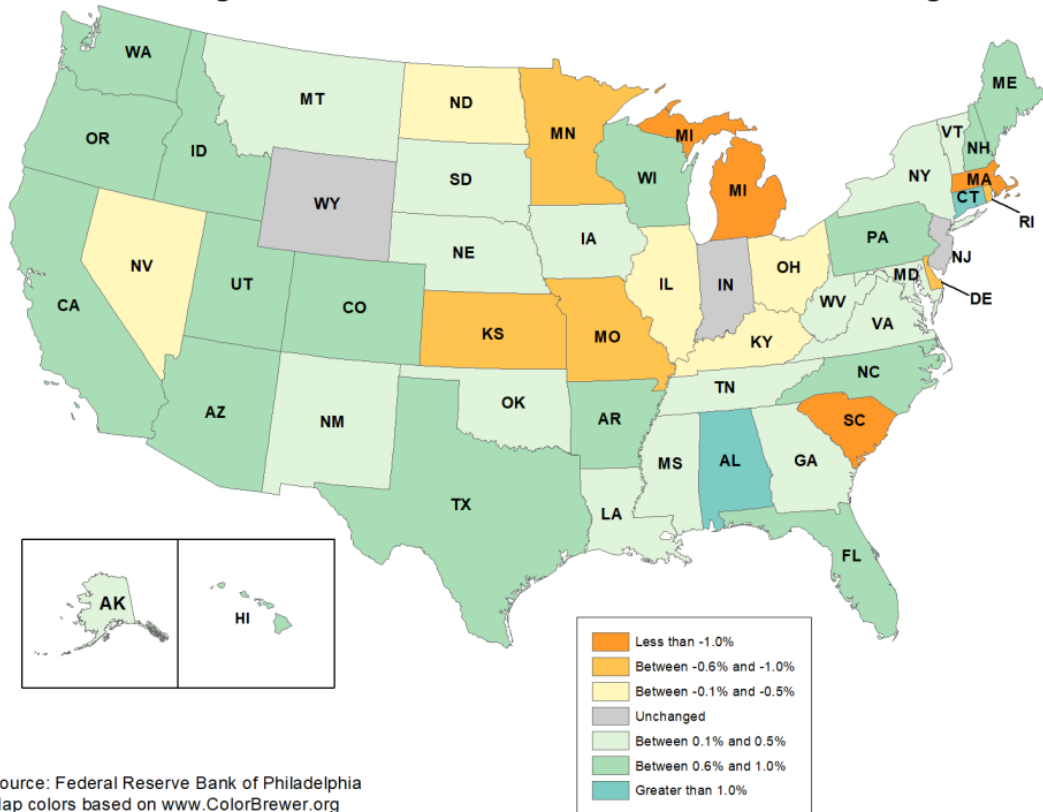 WA
MT
ND
MN
ME
OR
ID
SD
WI
MI
MI
VT
NH
NY
MA
CT
RI
WY
NE
IA
PA
NJ
NV
UT
CO
IL
IN
OH
MD
DE
WV
VA
CA
KS
MO
KY
NC
AZ
NM
OK
AR
TN
SC
TX
LA
MS
AL
GA
FL
AK
HI
Less than -1.0%
Between -0.6% and -1.0%
Between -0.1% and -0.5%
Unchanged
Between 0.1% and 0.5%
Between 0.6% and 1.0%
Greater than 1.0%
ource: Federal Reserve Bank of Philadelphia
ap colors based on www.ColorBrewer.org